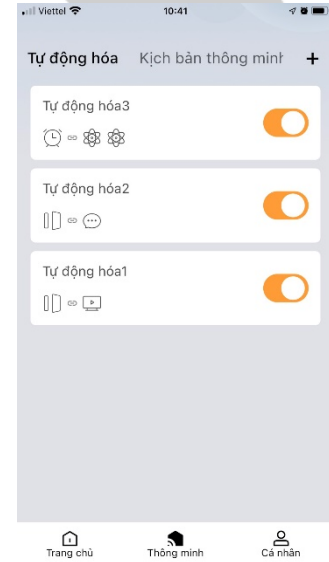 Viettel 10:41
Tự động hóa Kịch bản thông minh +
Tự động hóa3
Tự động hóa2
Tự động hóa1
Trang chủ Thông minh Cá nhân